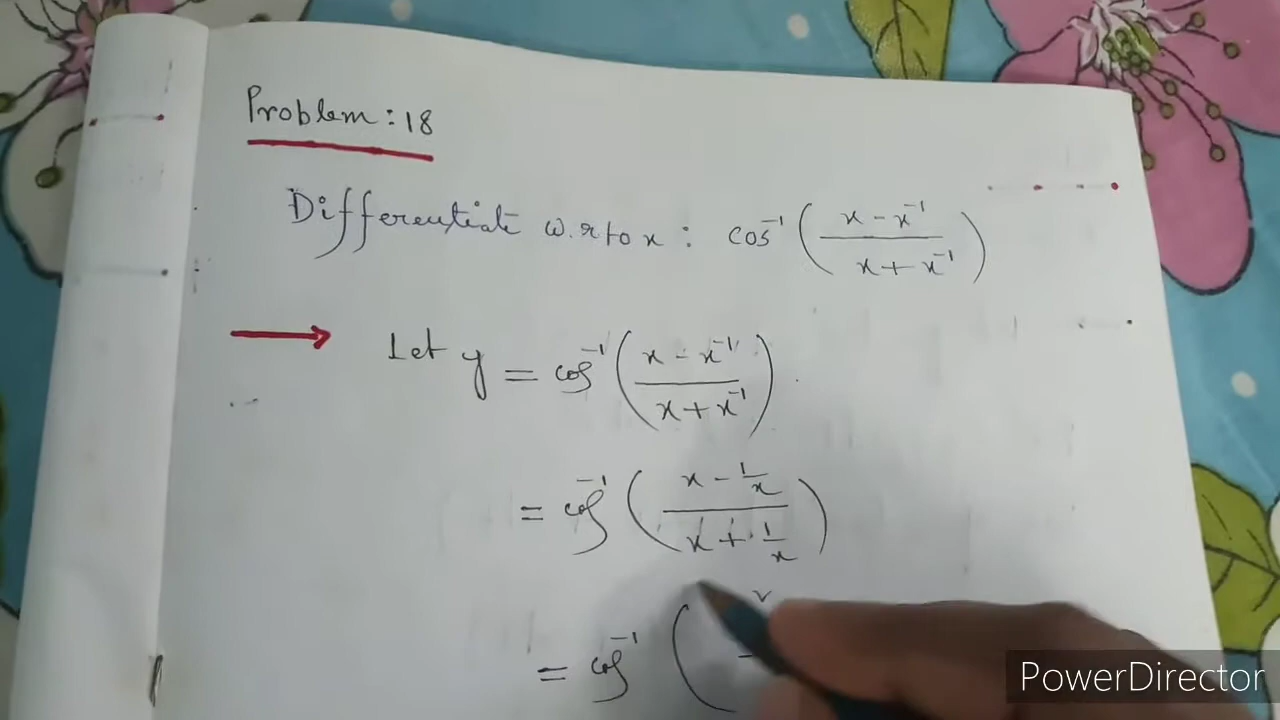 Problem : 18
Differentiate w.r to x : cos⁻¹ ( (x - x⁻¹) / (x + x⁻¹) )
Let y = cos⁻¹ ( (x - x⁻¹) / (x + x⁻¹) )
= cos⁻¹ ( (x - 1/x) / (x + 1/x) )
= cos⁻¹ (
PowerDirector